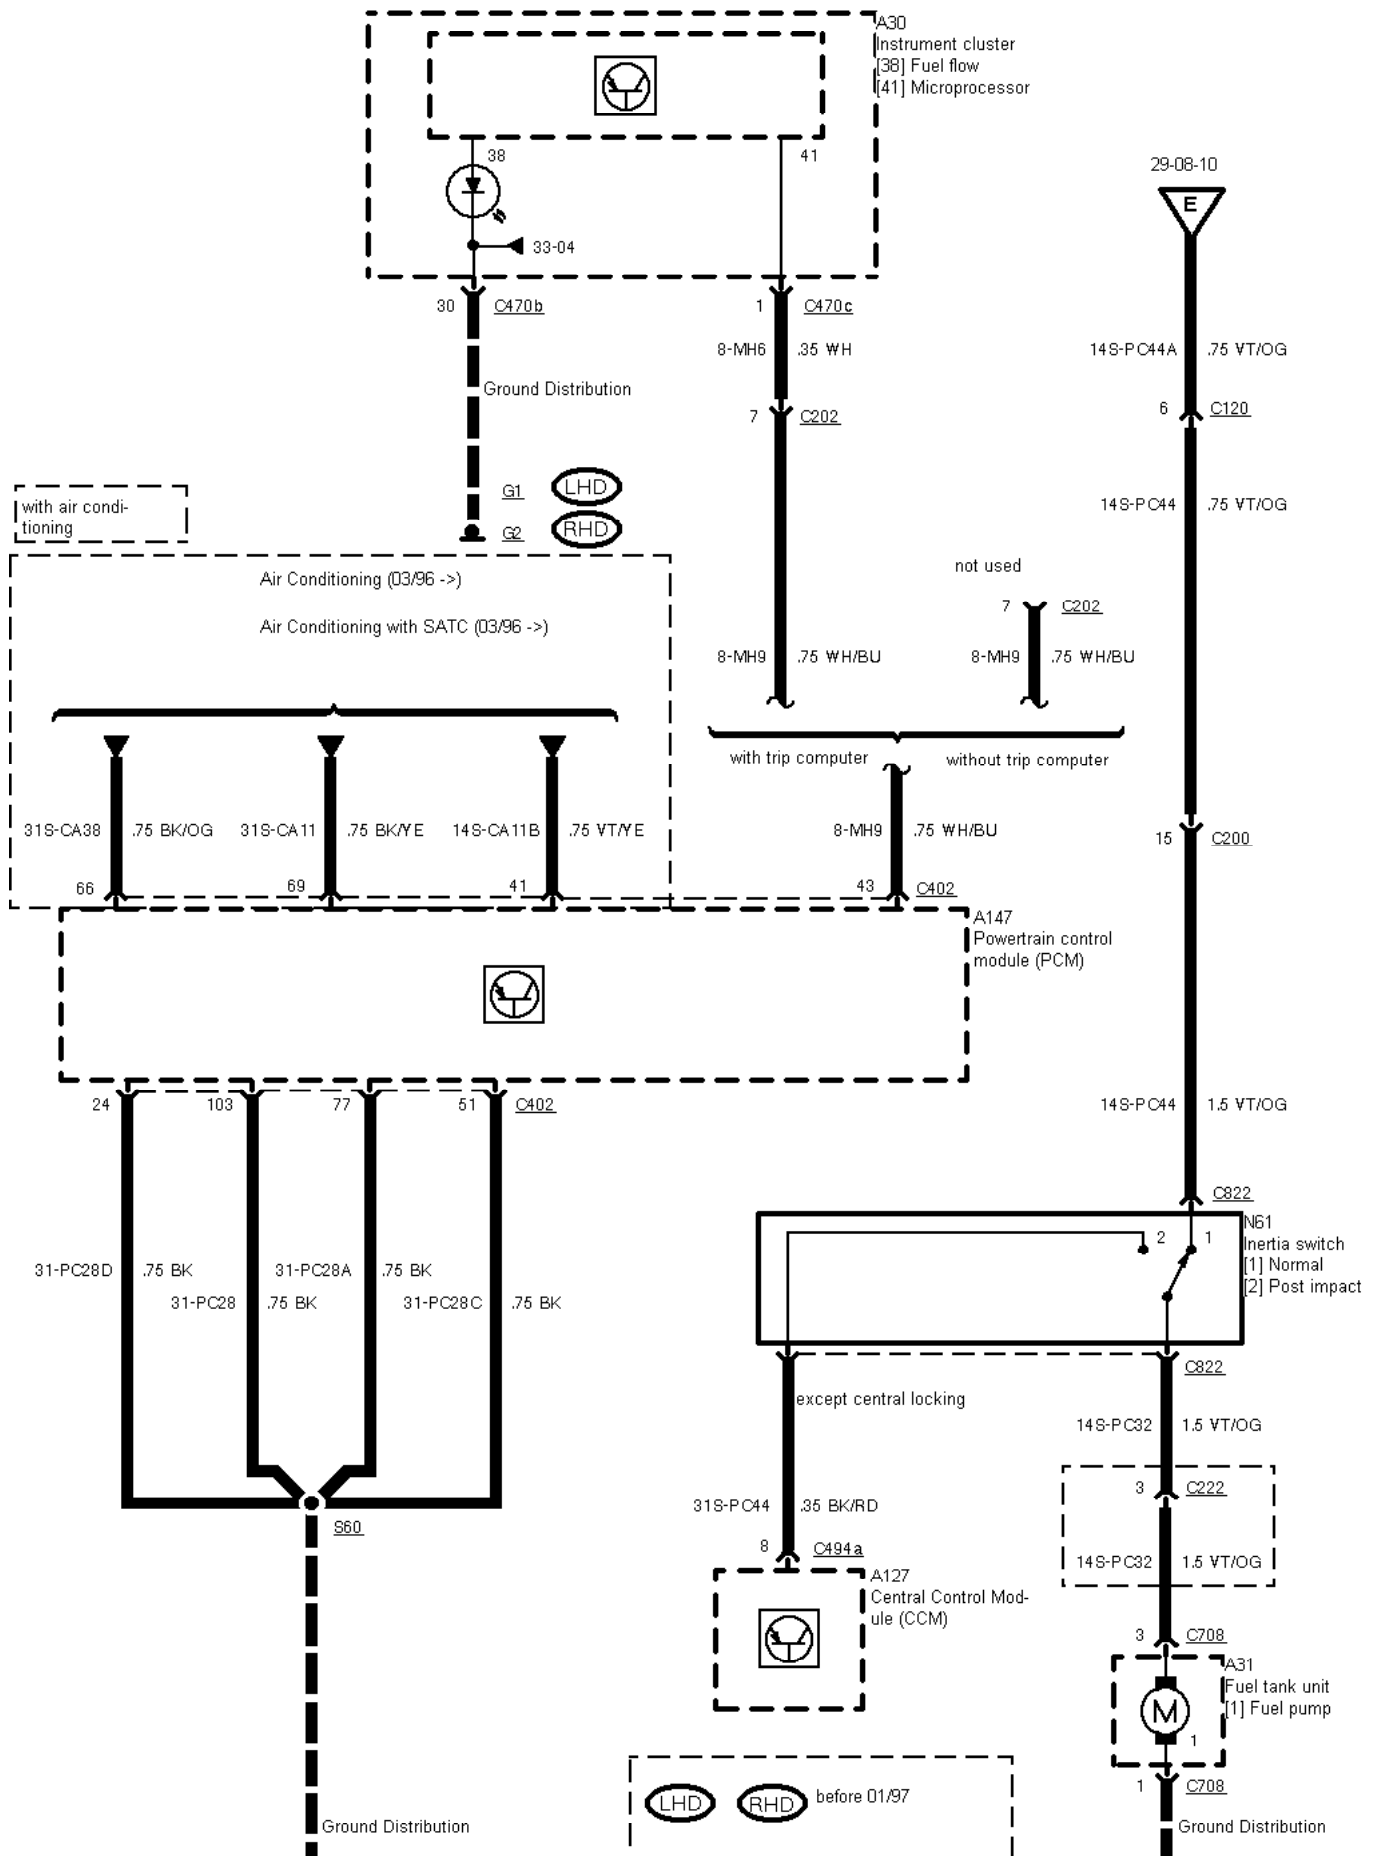 A30
Instrument cluster
[38] Fuel flow
[41] Microprocessor
38
41
29-08-10
E
33-04
30 C470b
1 C470c
8-MH6 .35 WH
14S-PC44A .75 VT/OG
Ground Distribution
7 C202
6 C120
G1 LHD
with air condi-
tioning
14S-PC44 .75 VT/OG
G2 RHD
not used
Air Conditioning (03/96 ->)
7 C202
Air Conditioning with SATC (03/96 ->)
8-MH9 .75 WH/BU
8-MH9 .75 WH/BU
with trip computer
without trip computer
31S-CA38 .75 BK/OG
31S-CA11 .75 BK/YE
14S-CA11B .75 VT/YE
8-MH9 .75 WH/BU
15 C200
66
69
41
43 C402
A147
Powertrain control
module (PCM)
24
103
77
51 C402
14S-PC44 1.5 VT/OG
C822
N61
Inertia switch
[1] Normal
[2] Post impact
2
1
31-PC28D .75 BK
31-PC28A .75 BK
31-PC28 .75 BK
31-PC28C .75 BK
C822
except central locking
14S-PC32 1.5 VT/OG
3 C222
31S-PC44 .35 BK/RD
S60
8 C494a
14S-PC32 1.5 VT/OG
A127
Central Control Mod-
ule (CCM)
3 C708
A31
Fuel tank unit
[1] Fuel pump
M
1
1 C708
LHD RHD before 01/97
Ground Distribution
Ground Distribution